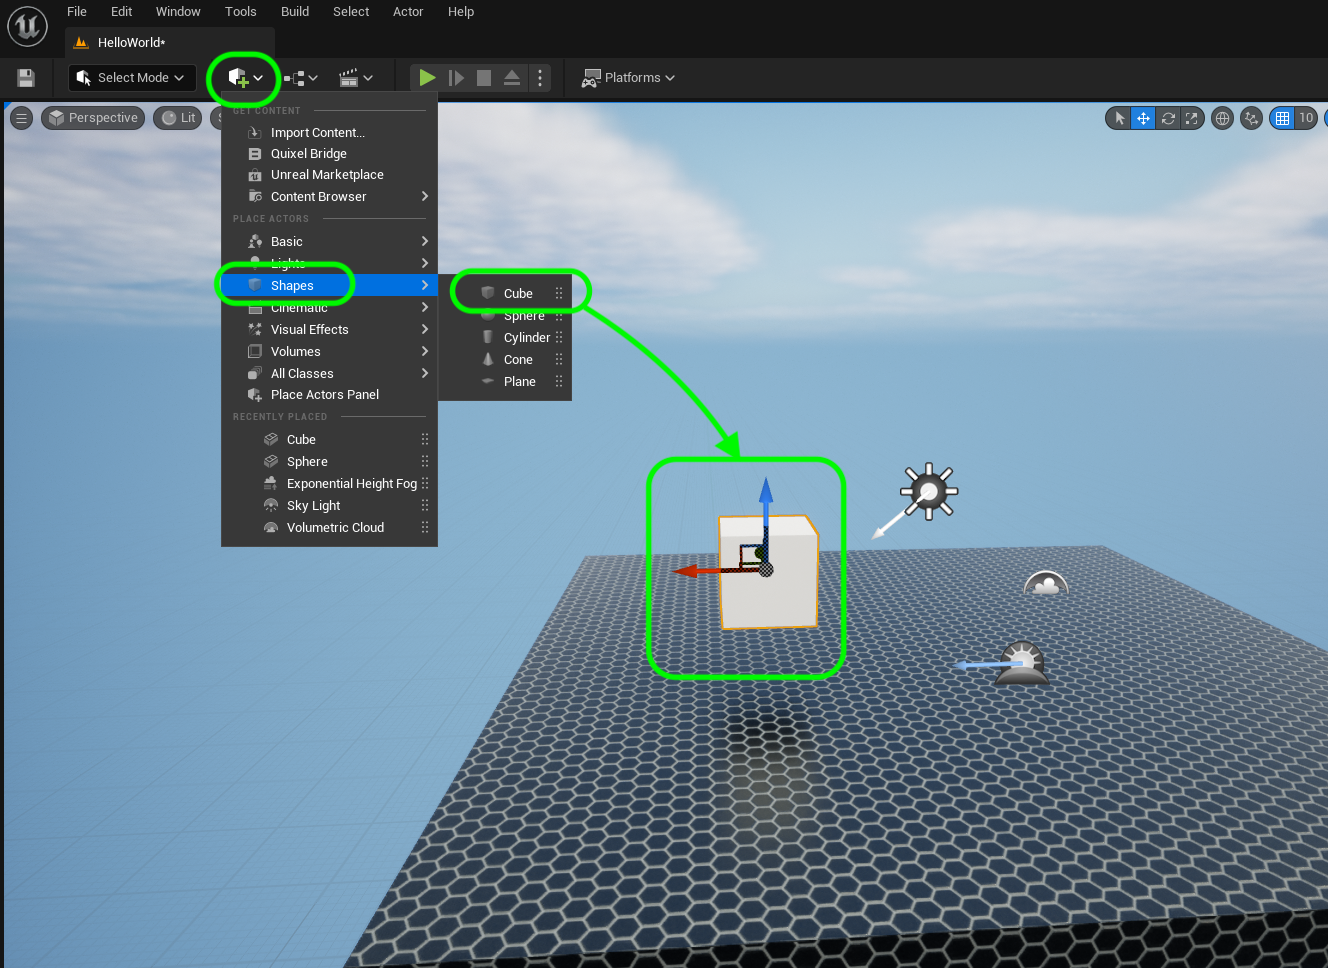 File Edit Window Tools Build Select Actor Help
HelloWorld*
Select Mode
Platforms
Perspective
Lit
10
GET CONTENT
Import Content...
Quixel Bridge
Unreal Marketplace
Content Browser
PLACE ACTORS
Basic
Lights
Shapes
Cinematic
Visual Effects
Volumes
All Classes
Place Actors Panel
Cube
Sphere
Cylinder
Cone
Plane
RECENTLY PLACED
Cube
Sphere
Exponential Height Fog
Sky Light
Volumetric Cloud